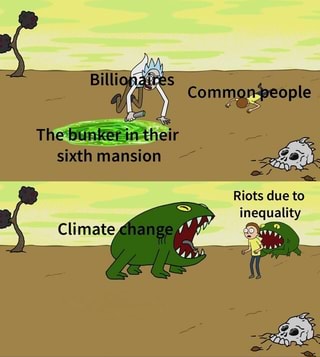 Billionaires
Common people
The bunker in their
sixth mansion
Riots due to
inequality
Climate change